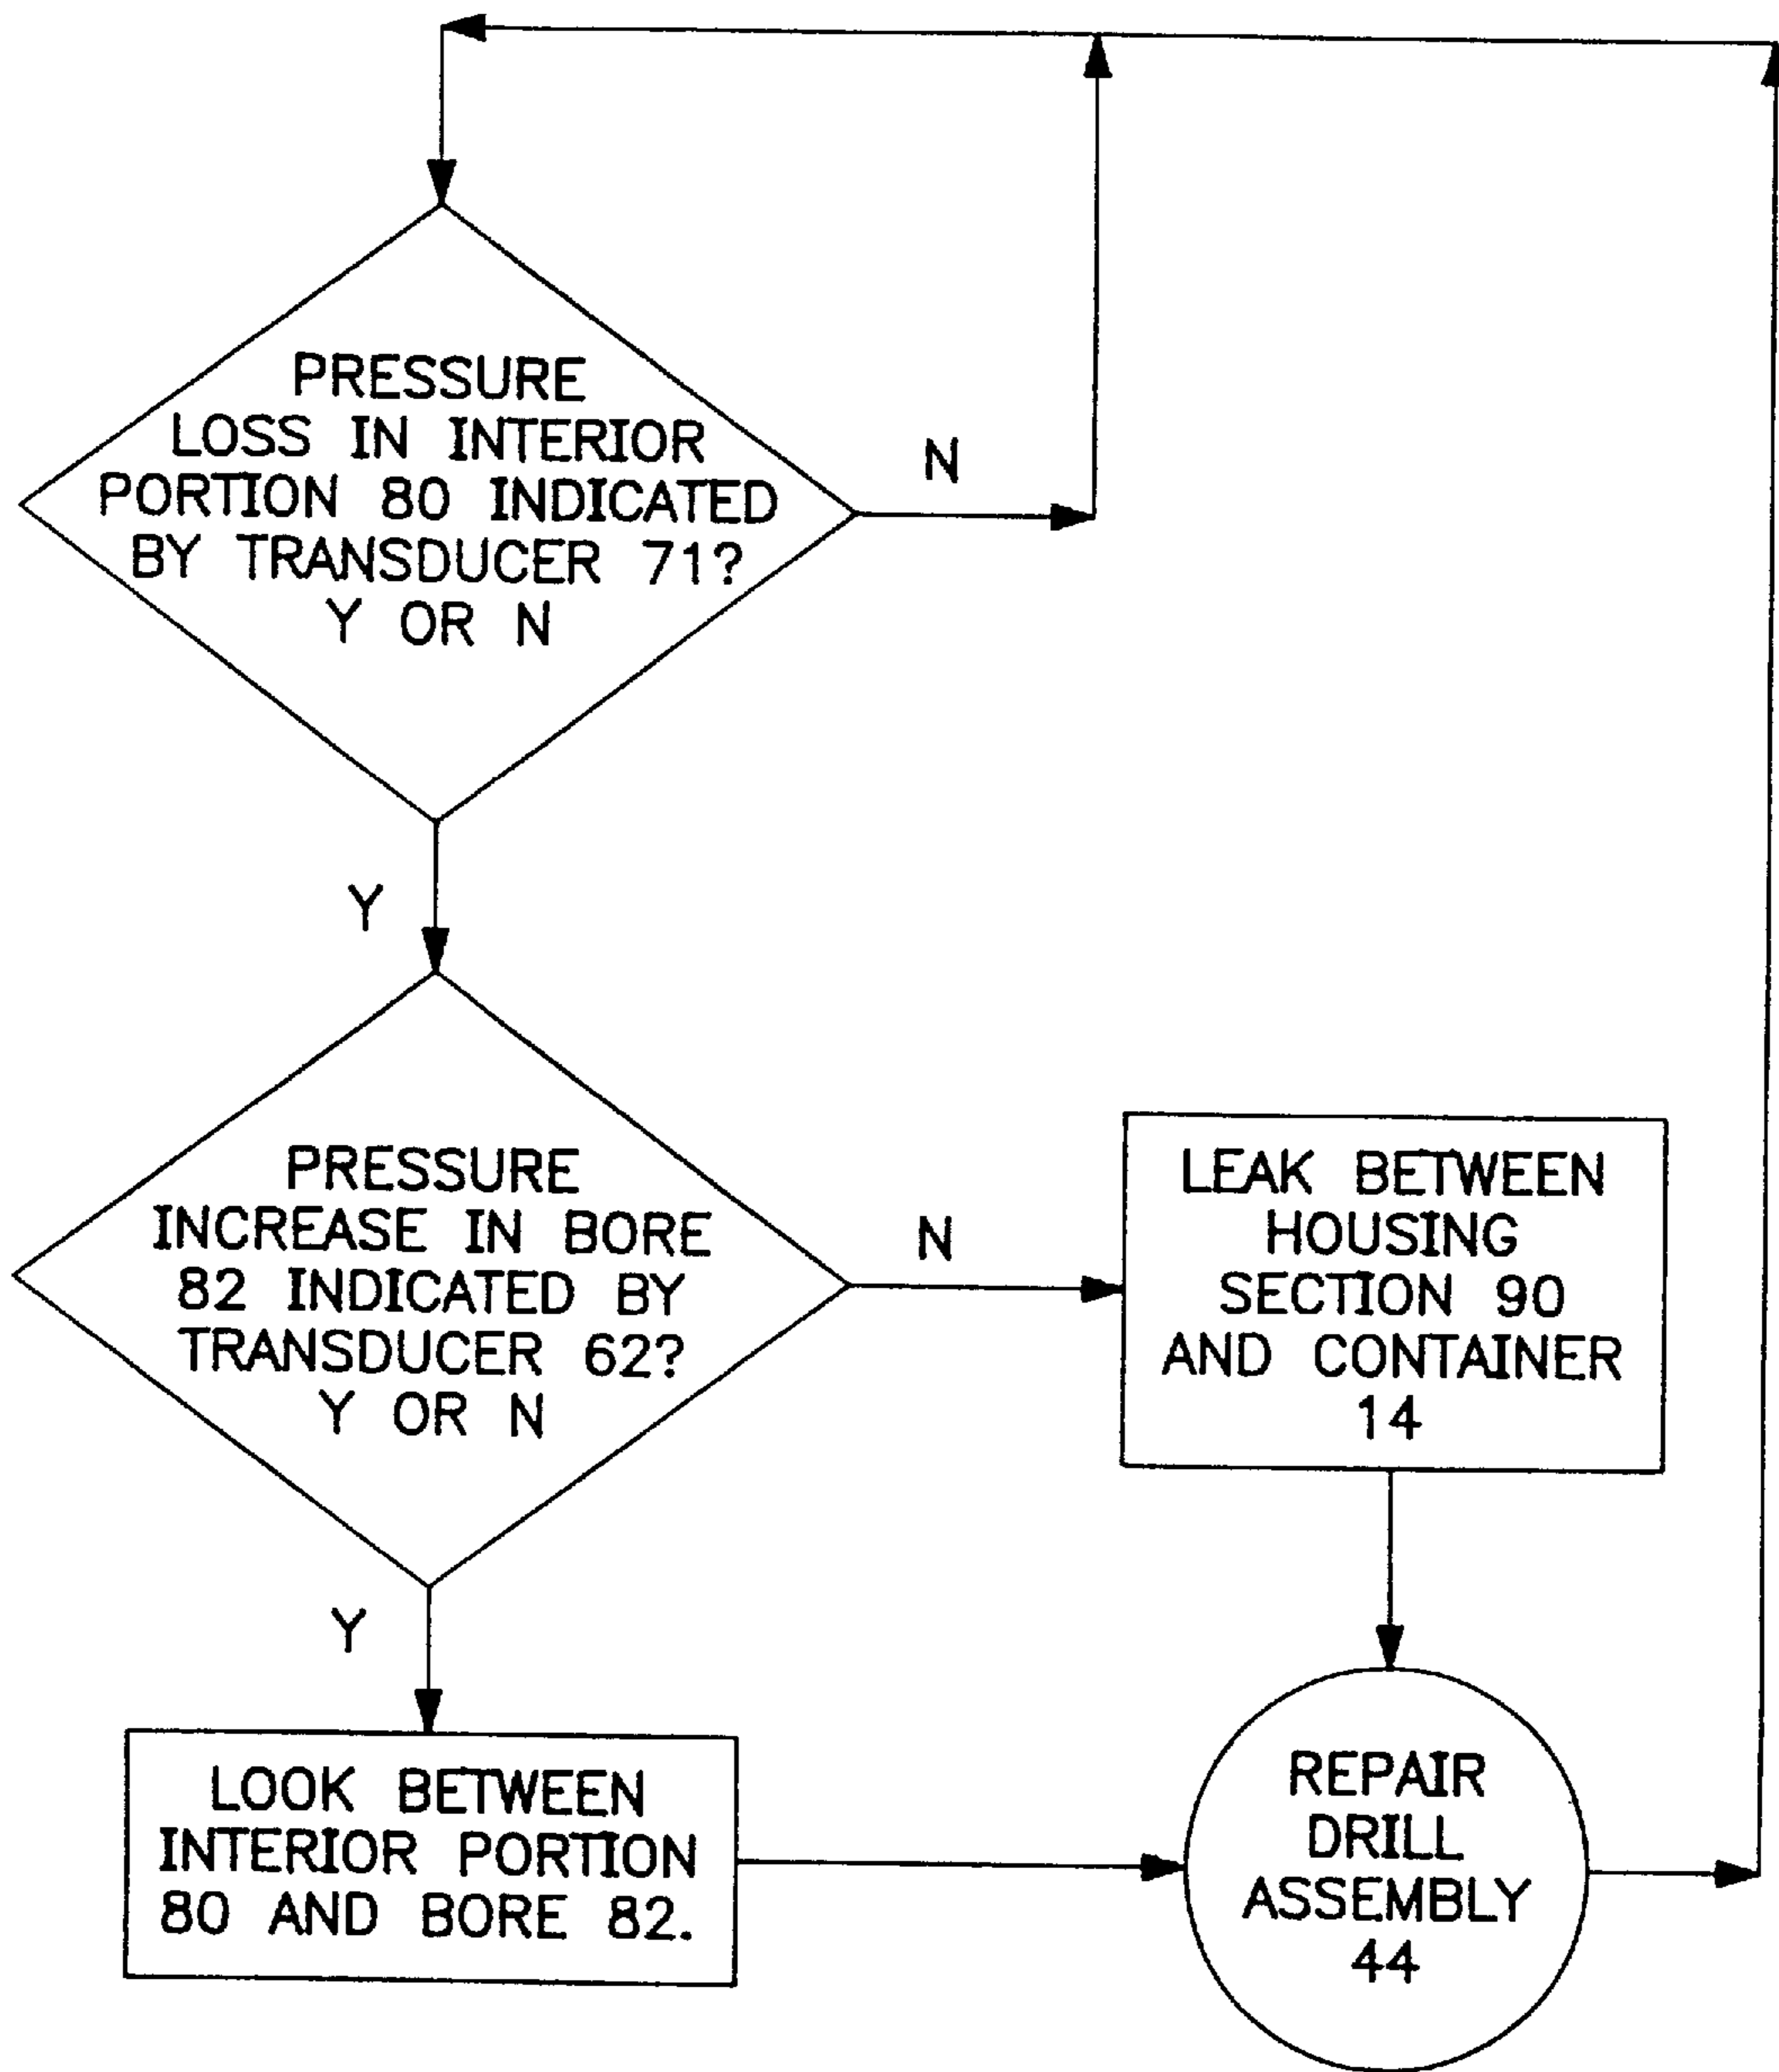 PRESSURE
LOSS IN INTERIOR
PORTION 80 INDICATED
BY TRANSDUCER 71?
Y OR N
N
Y
PRESSURE
INCREASE IN BORE
82 INDICATED BY
TRANSDUCER 62?
Y OR N
N
LEAK BETWEEN
HOUSING
SECTION 90
AND CONTAINER
14
Y
LOOK BETWEEN
INTERIOR PORTION
80 AND BORE 82.
REPAIR
DRILL
ASSEMBLY
44